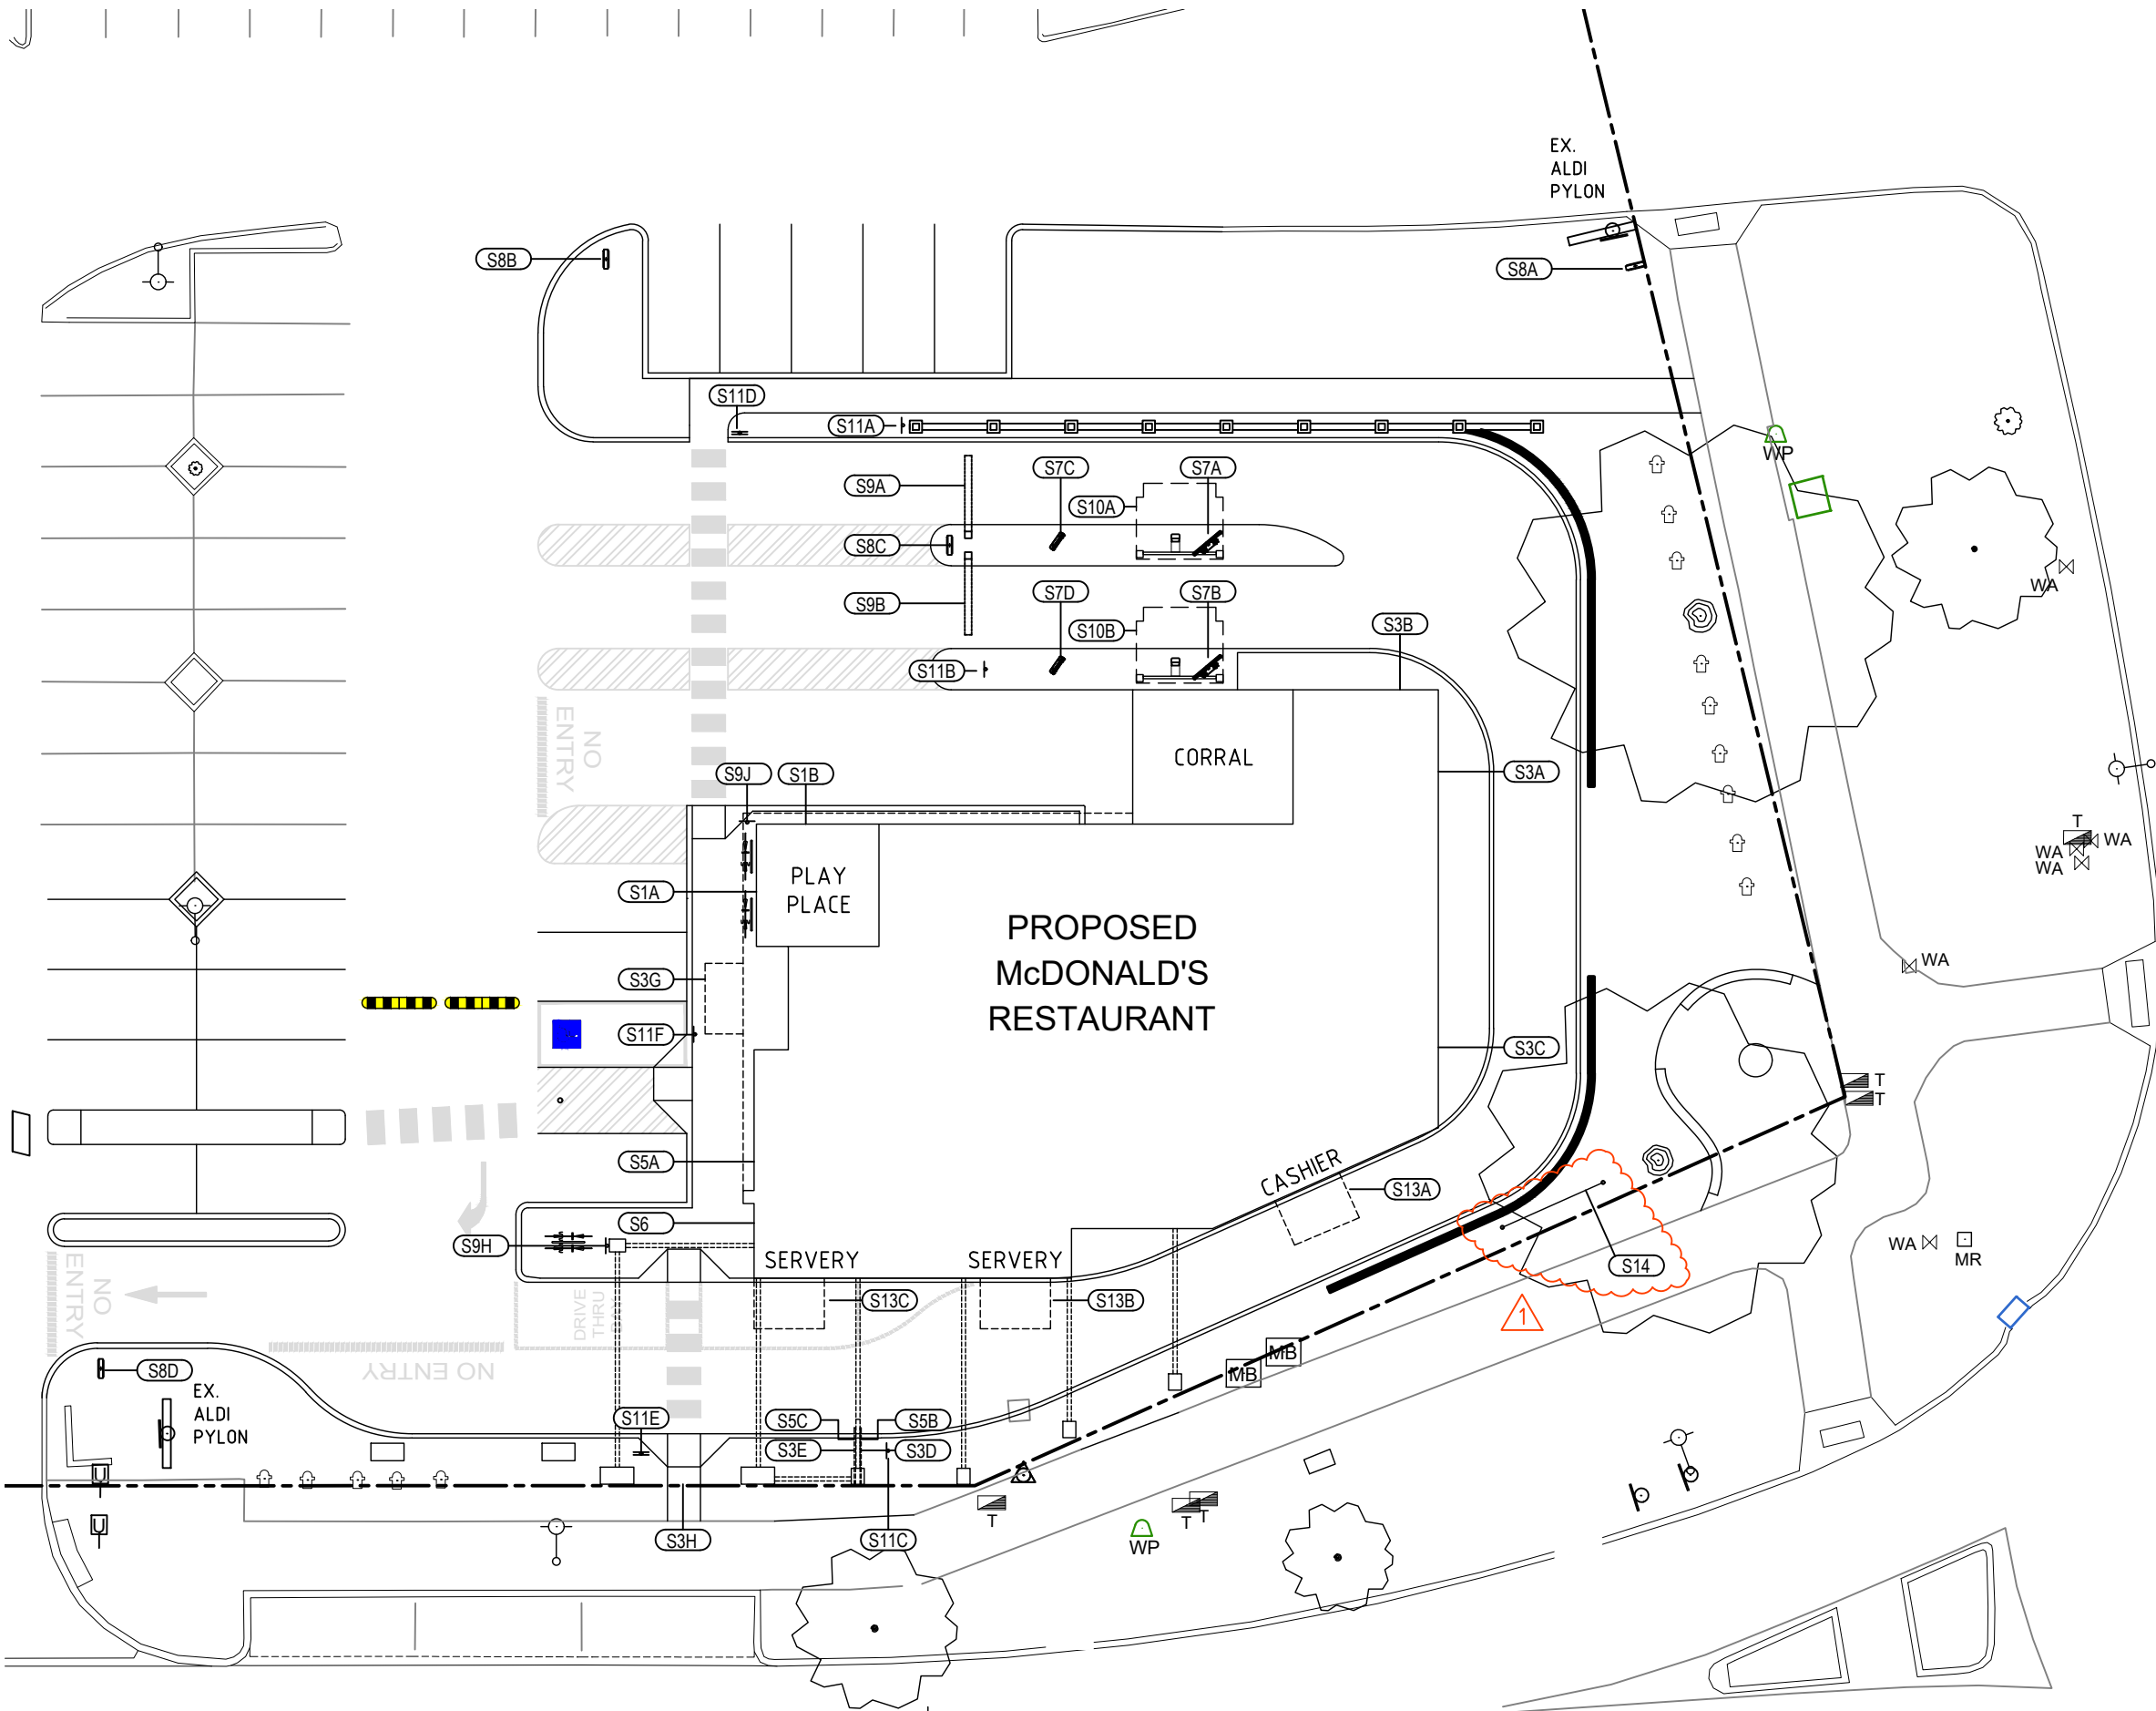 EX.
ALDI
PYLON
S8B
S8A
S11D
S11A
WP
S7C
S7A
S9A
S10A
S8C
WA
S7D
S7B
S9B
S10B
S3B
S11B
NO
ENTRY
CORRAL
S9J
S1B
S3A
T
WA
WA
WA
PLAY
PLACE
S1A
PROPOSED
McDONALD'S
RESTAURANT
S3G
WA
S11F
S3C
T
T
S5A
CASHIER
S13A
S6
S9H
SERVERY
SERVERY
S14
WA
MR
NO
ENTRY
DRIVE
THRU
S13C
S13B
1
NO ENTRY
MB
MB
S8D
EX.
ALDI
PYLON
S11E
S5C
S5B
S3E
S3D
T
T
T
S3H
S11C
WP